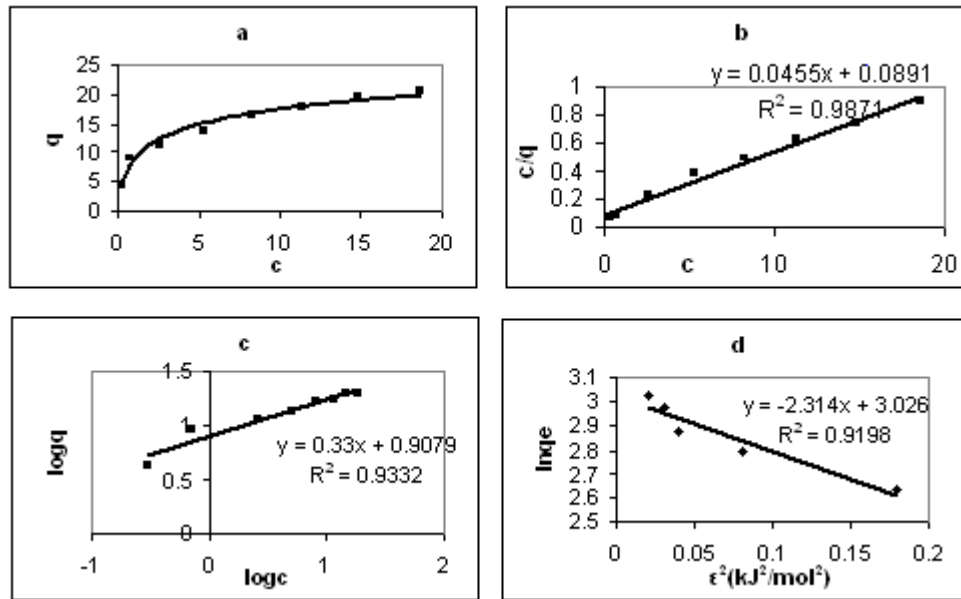 a
25
20
15
10
5
0
q
0 5 10 15 20
c
b
y = 0.0455x + 0.0891
R² = 0.9871
1
0.8
0.6
0.4
0.2
0
c/q
0 10 20
c
c
1.5
1
0.5
0
logq
y = 0.33x + 0.9079
R² = 0.9332
-1 0 1 2
logc
d
3.1
3
2.9
2.8
2.7
2.6
2.5
lnqe
y = -2.314x + 3.026
R² = 0.9198
0 0.05 0.1 0.15 0.2
ε²(kJ²/mol²)